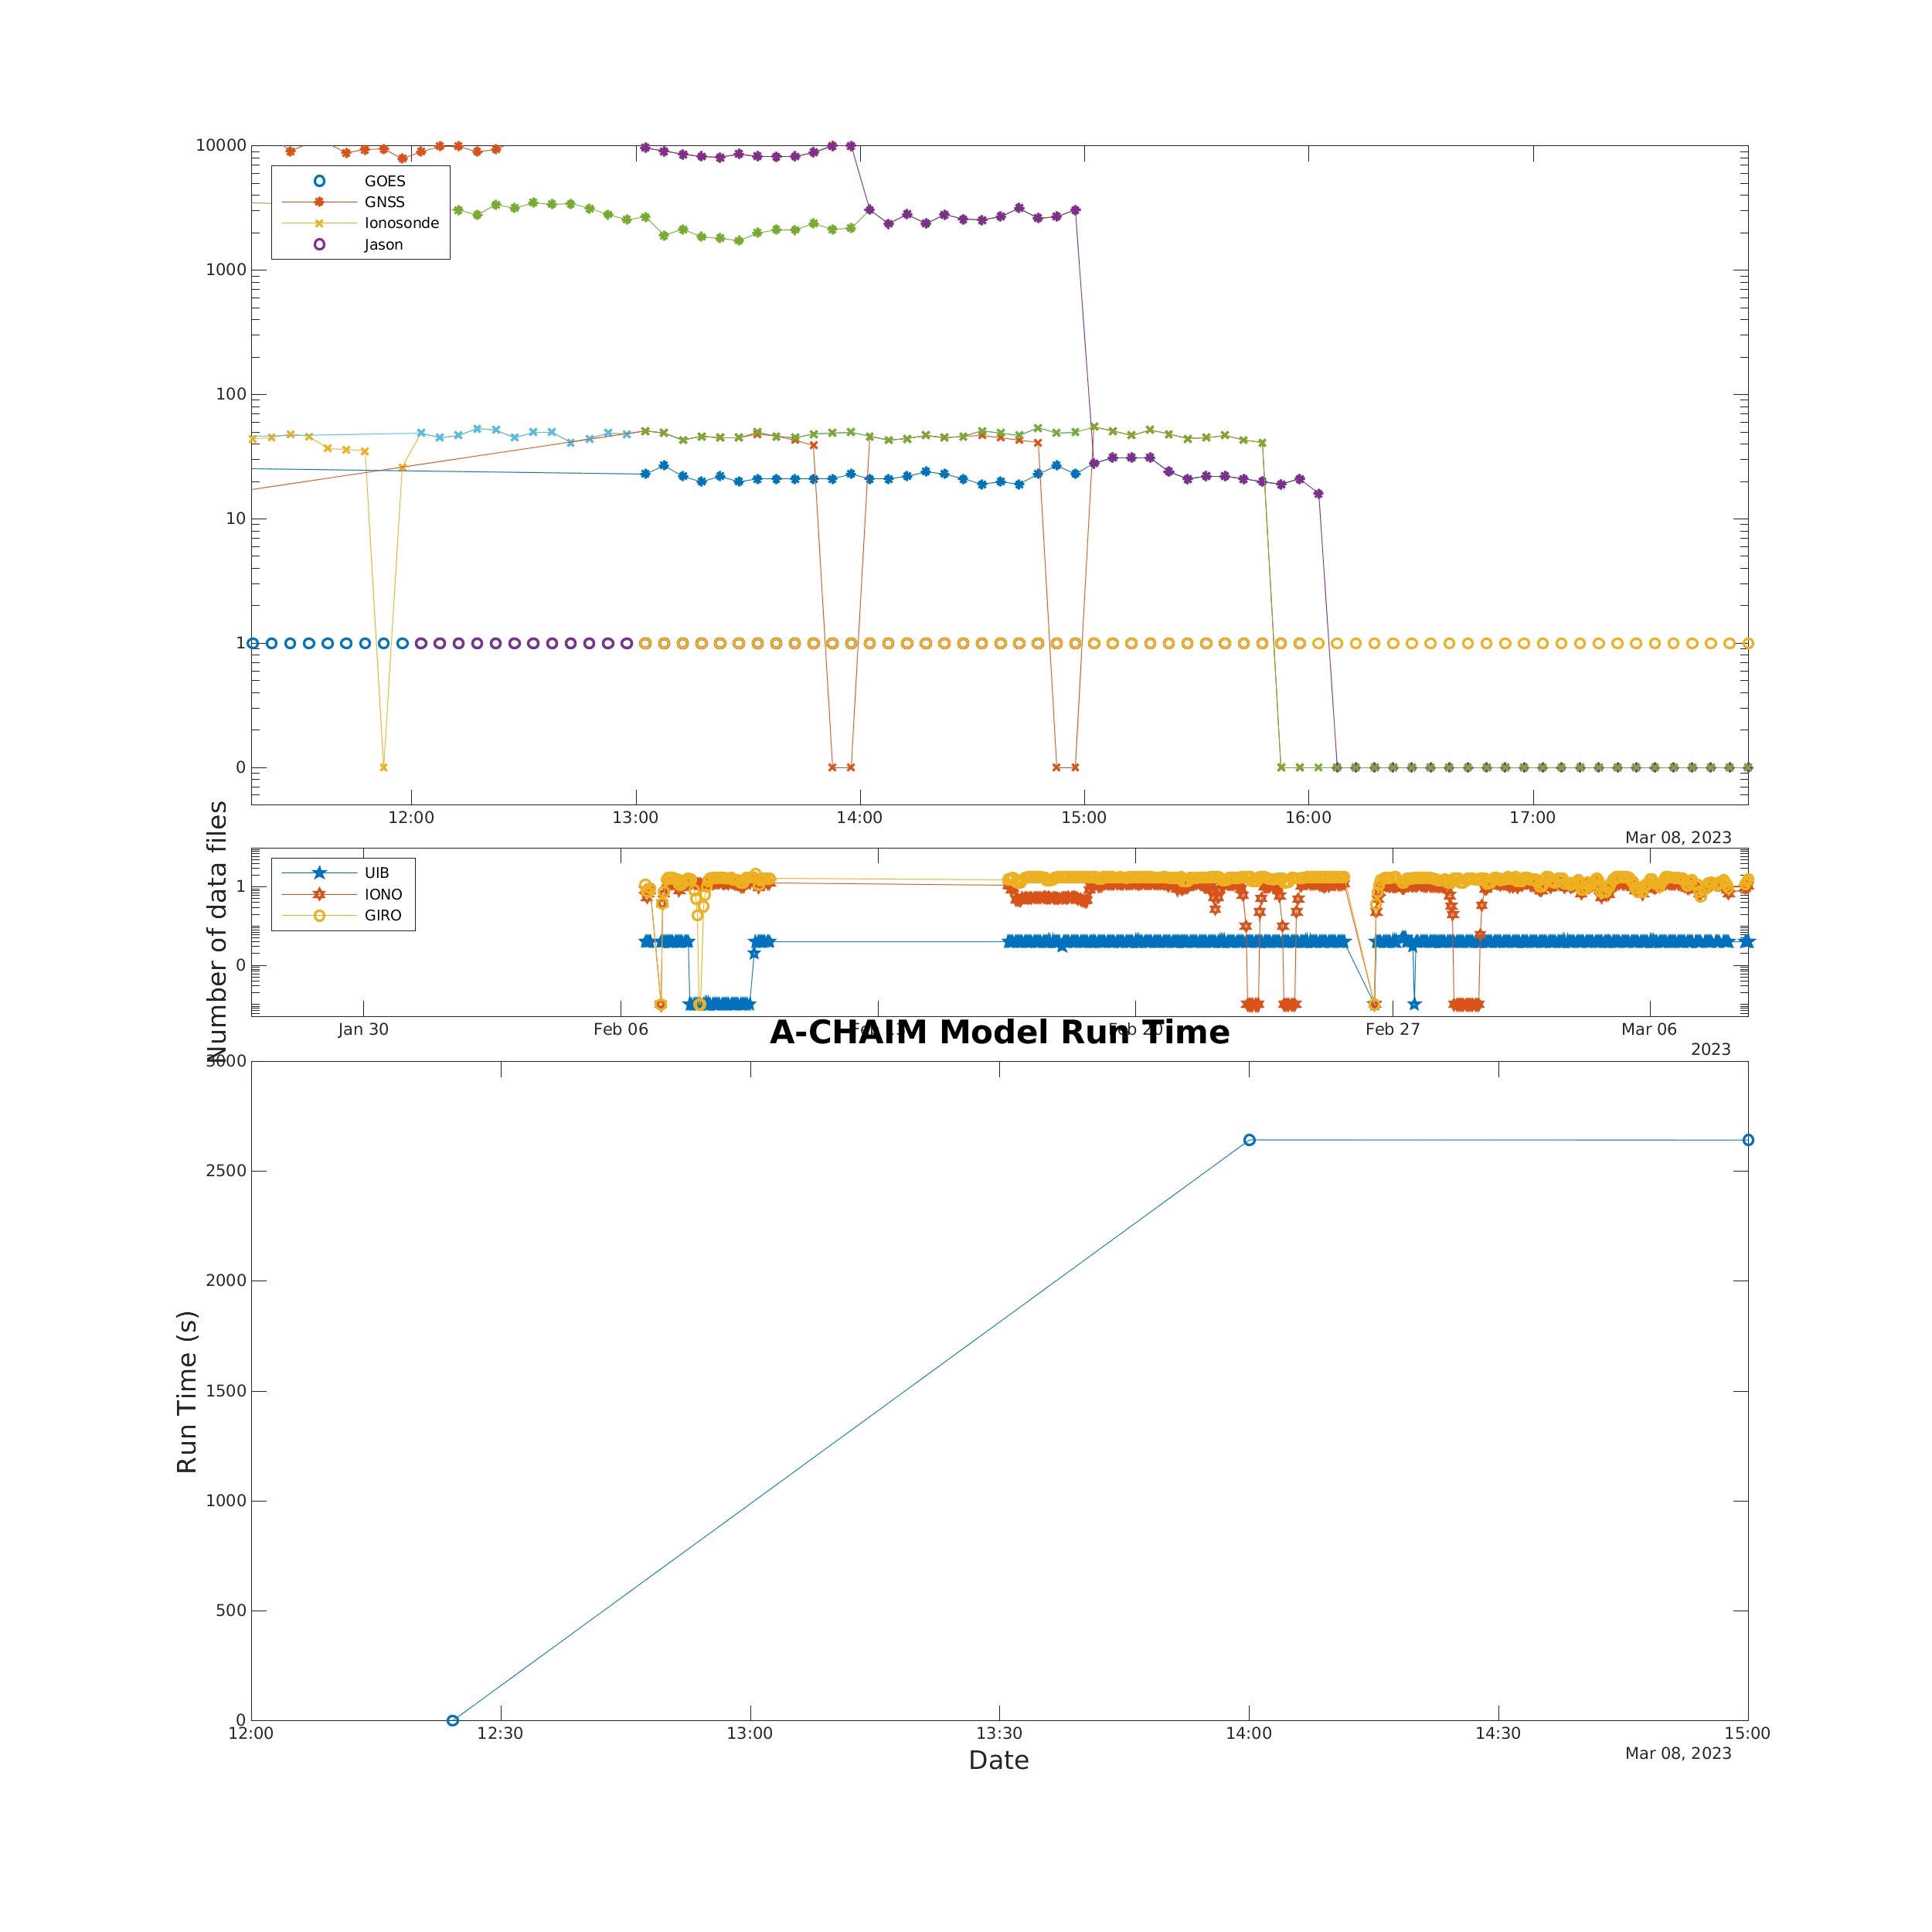 10000
1000
100
10
1
0
GOES
GNSS
Ionosonde
Jason
12:00 13:00 14:00 15:00 16:00 17:00
Mar 08, 2023
Number of data files
1
0
UIB
IONO
GIRO
Jan 30 Feb 06 Feb 20 Feb 27 Mar 06
2023
A-CHAIM Model Run Time
Run Time (s)
3000
2500
2000
1500
1000
500
0
12:00 12:30 13:00 13:30 14:00 14:30 15:00
Mar 08, 2023
Date